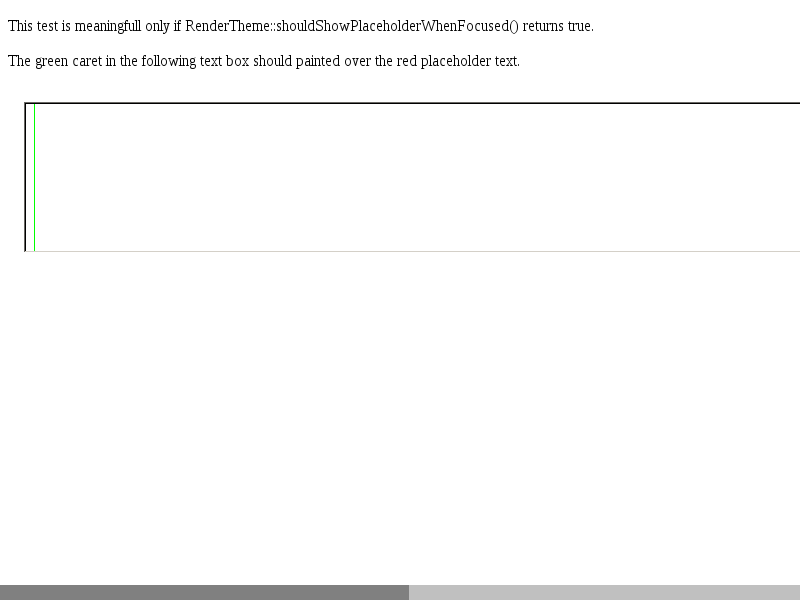 This test is meaningfull only if RenderTheme::shouldShowPlaceholderWhenFocused() returns true.
The green caret in the following text box should painted over the red placeholder text.